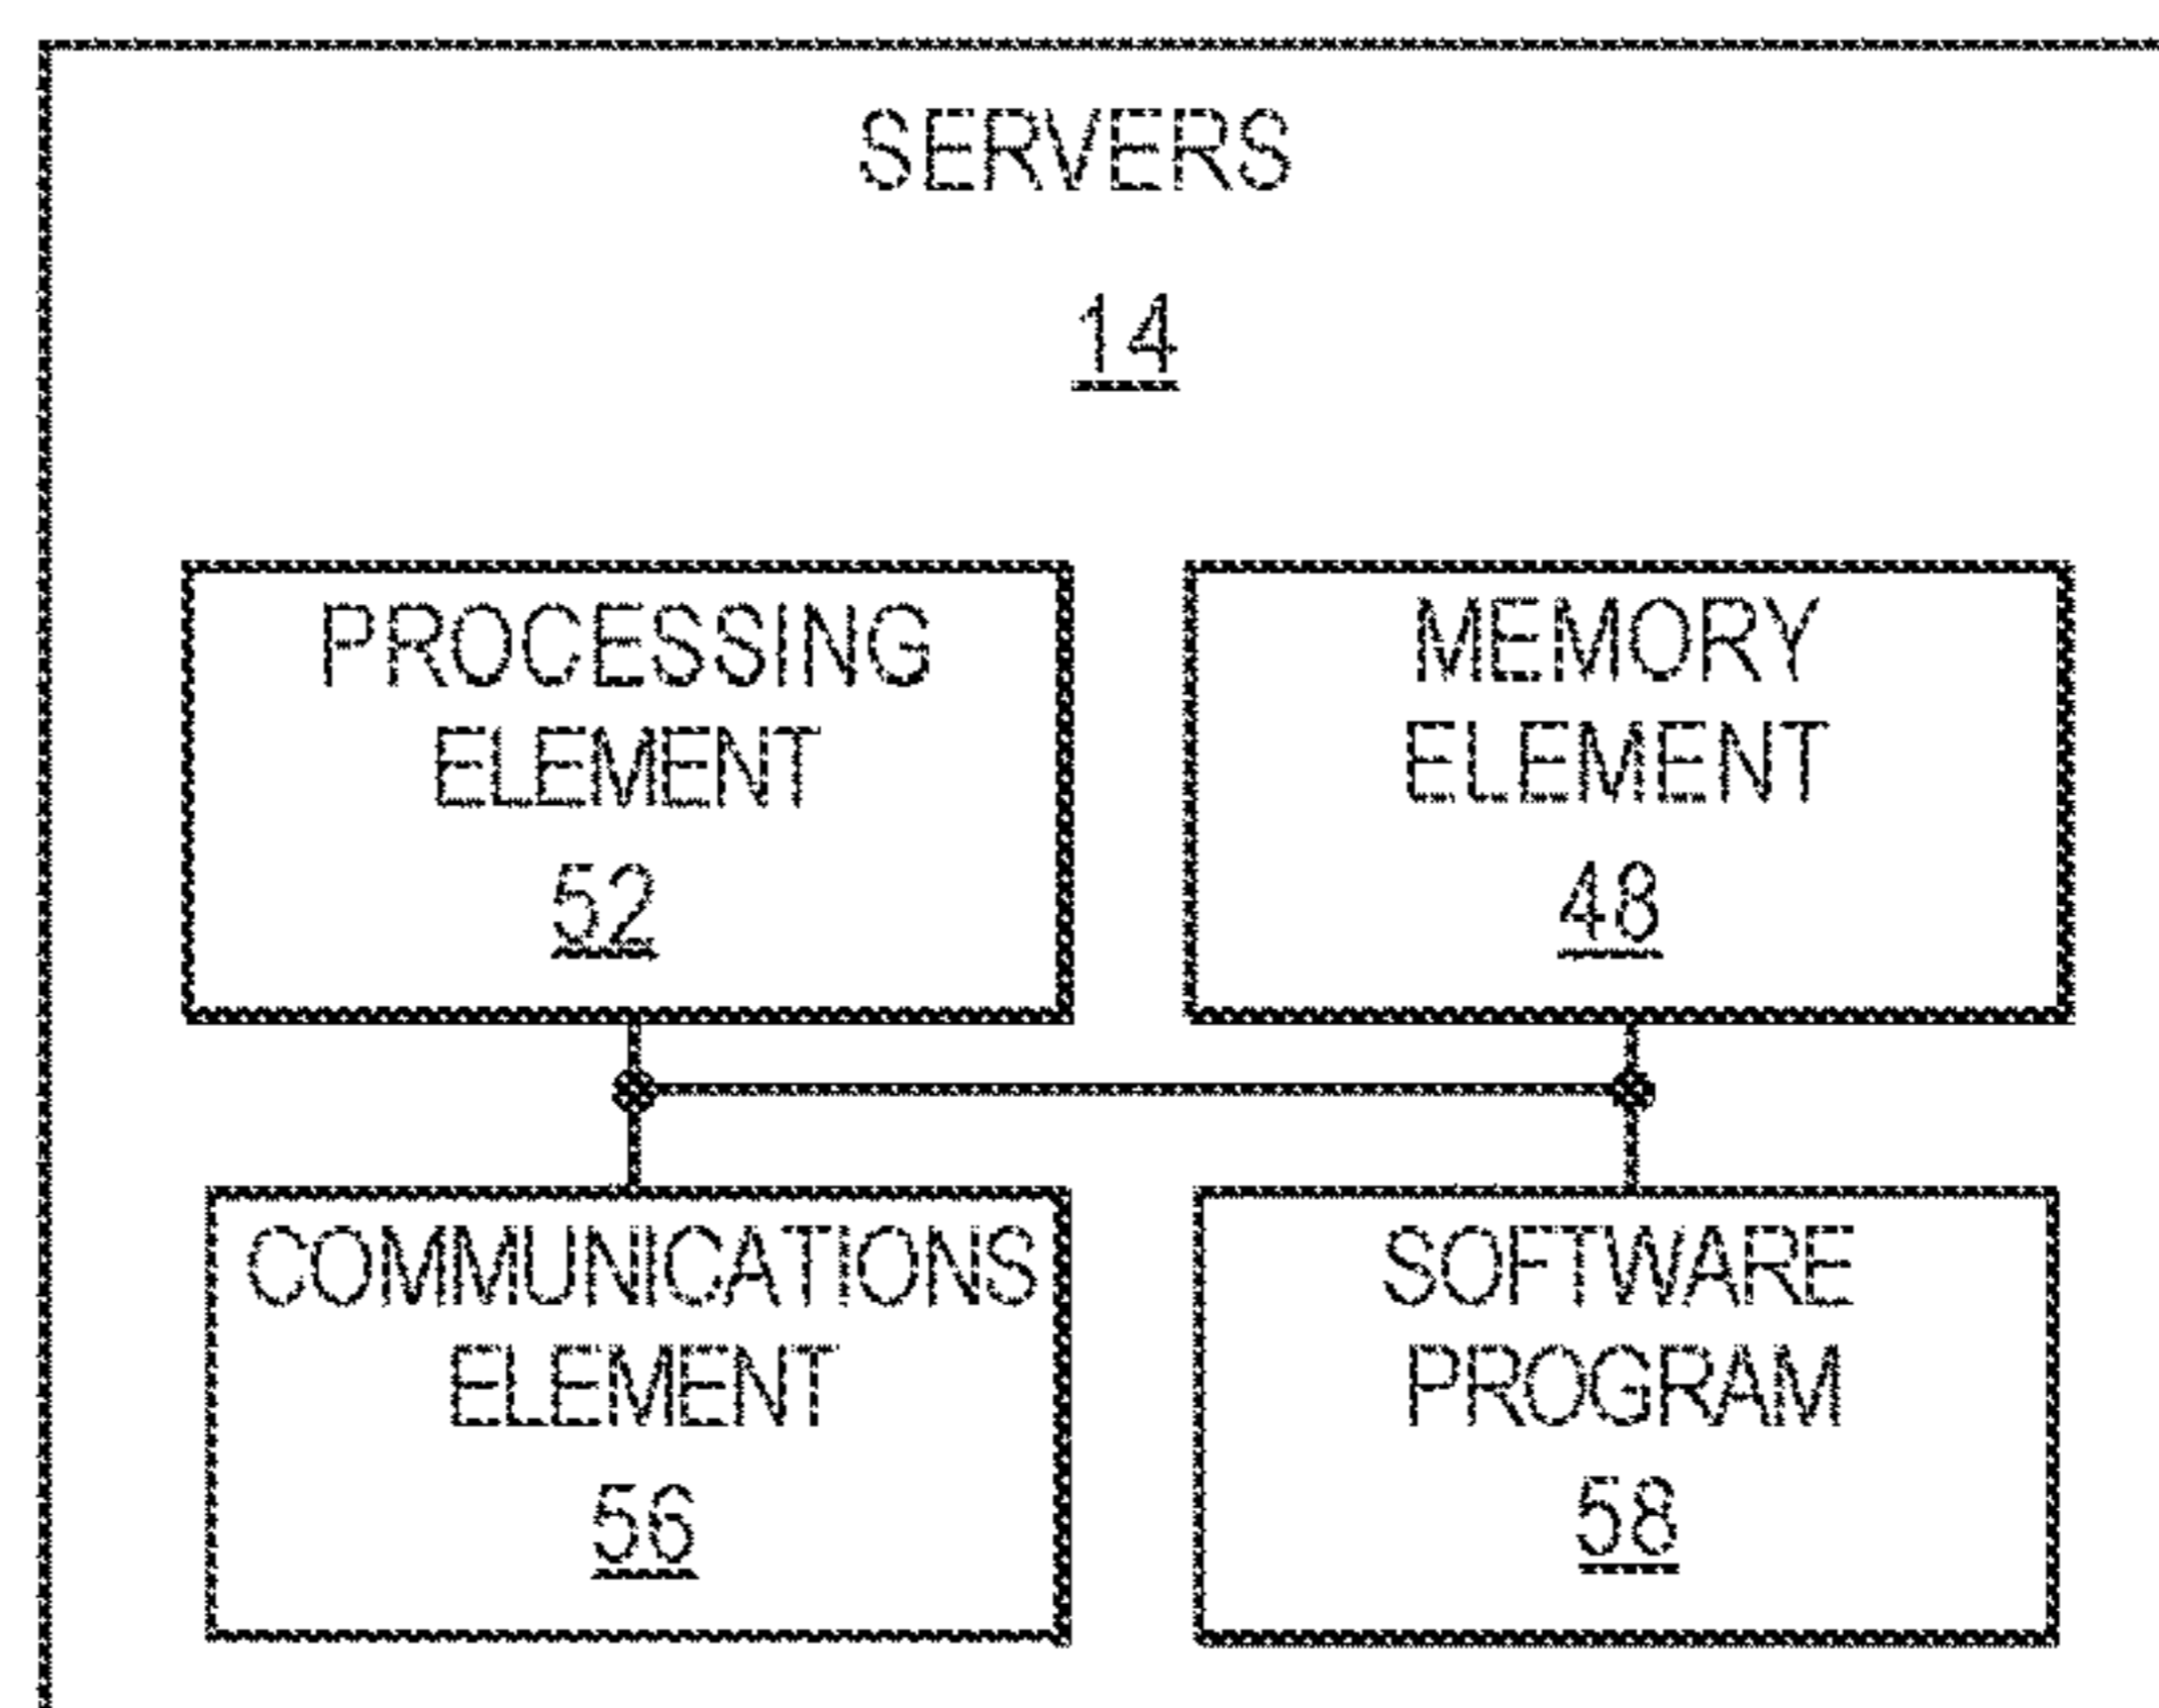 SERVERS
14
PROCESSING
ELEMENT
52
MEMORY
ELEMENT
48
COMMUNICATIONS
ELEMENT
56
SOFTWARE
PROGRAM
58